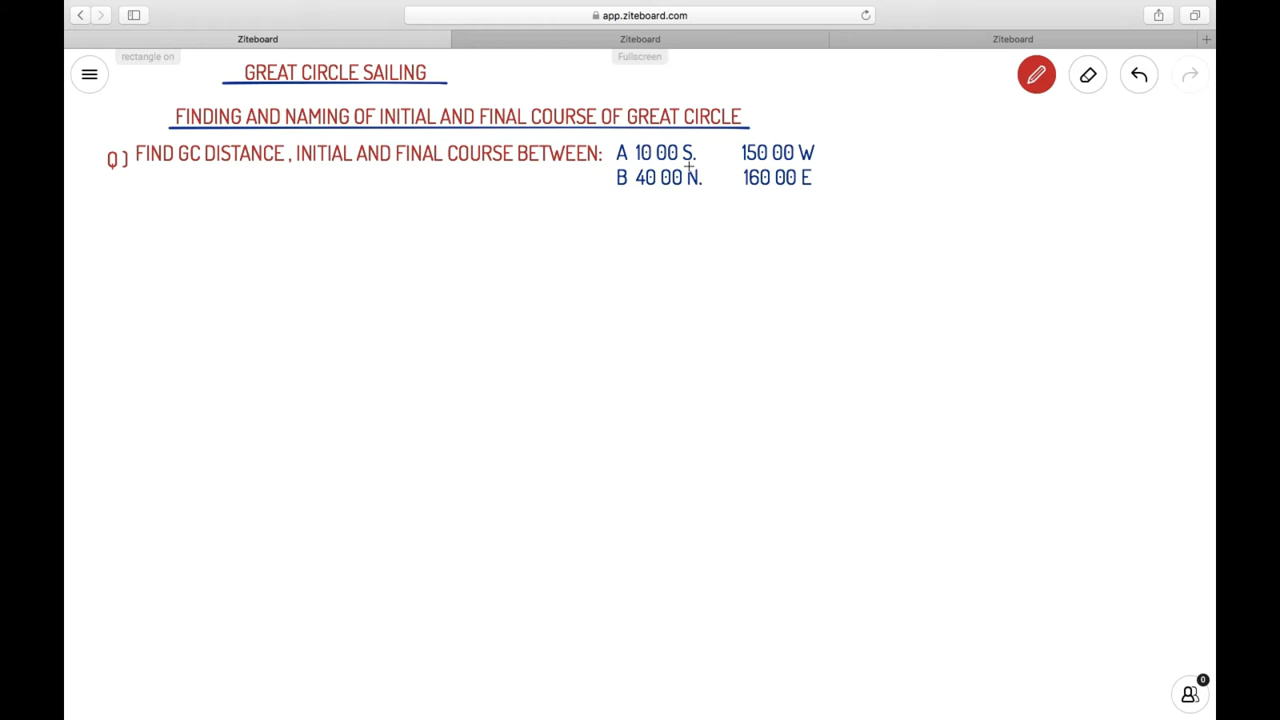 app.ziteboard.com
Ziteboard Ziteboard Ziteboard
rectangle on Fullscreen
GREAT CIRCLE SAILING
FINDING AND NAMING OF INITIAL AND FINAL COURSE OF GREAT CIRCLE
Q ) FIND GC DISTANCE , INITIAL AND FINAL COURSE BETWEEN: A 10 00 S. 150 00 W
B 40 00 N. 160 00 E
0